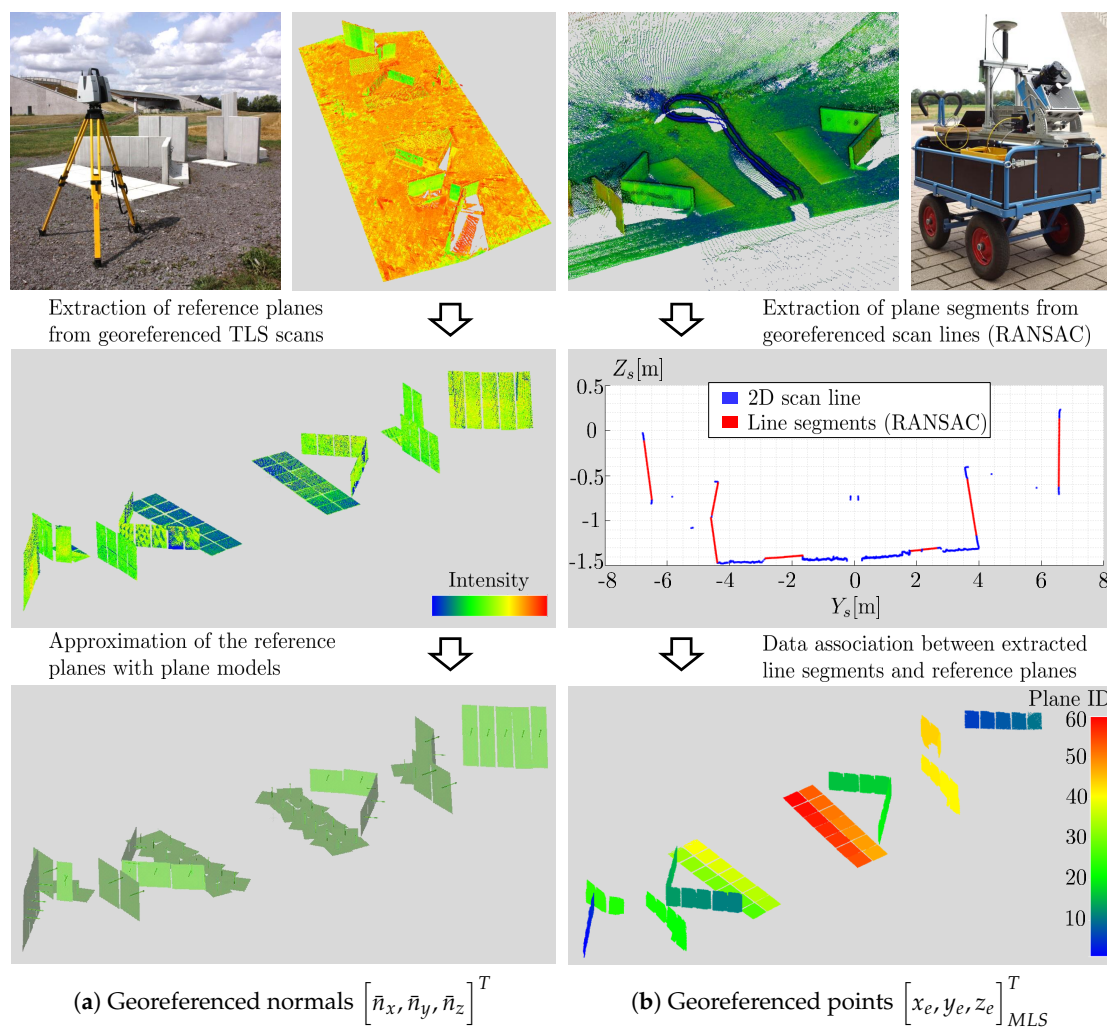 Extraction of reference planes
from georeferenced TLS scans
Extraction of plane segments from
georeferenced scan lines (RANSAC)
Intensity
Z_s[m]
2D scan line
Line segments (RANSAC)
0.5
0
-0.5
-1
-1.5
-8
-6
-4
-2
0
2
4
6
8
Y_s[m]
Approximation of the reference
planes with plane models
Data association between extracted
line segments and reference planes
Plane ID
60
50
40
30
20
10
(a) Georeferenced normals [n̄_x, n̄_y, n̄_z]^T
(b) Georeferenced points [x_e, y_e, z_e]^T_MLS